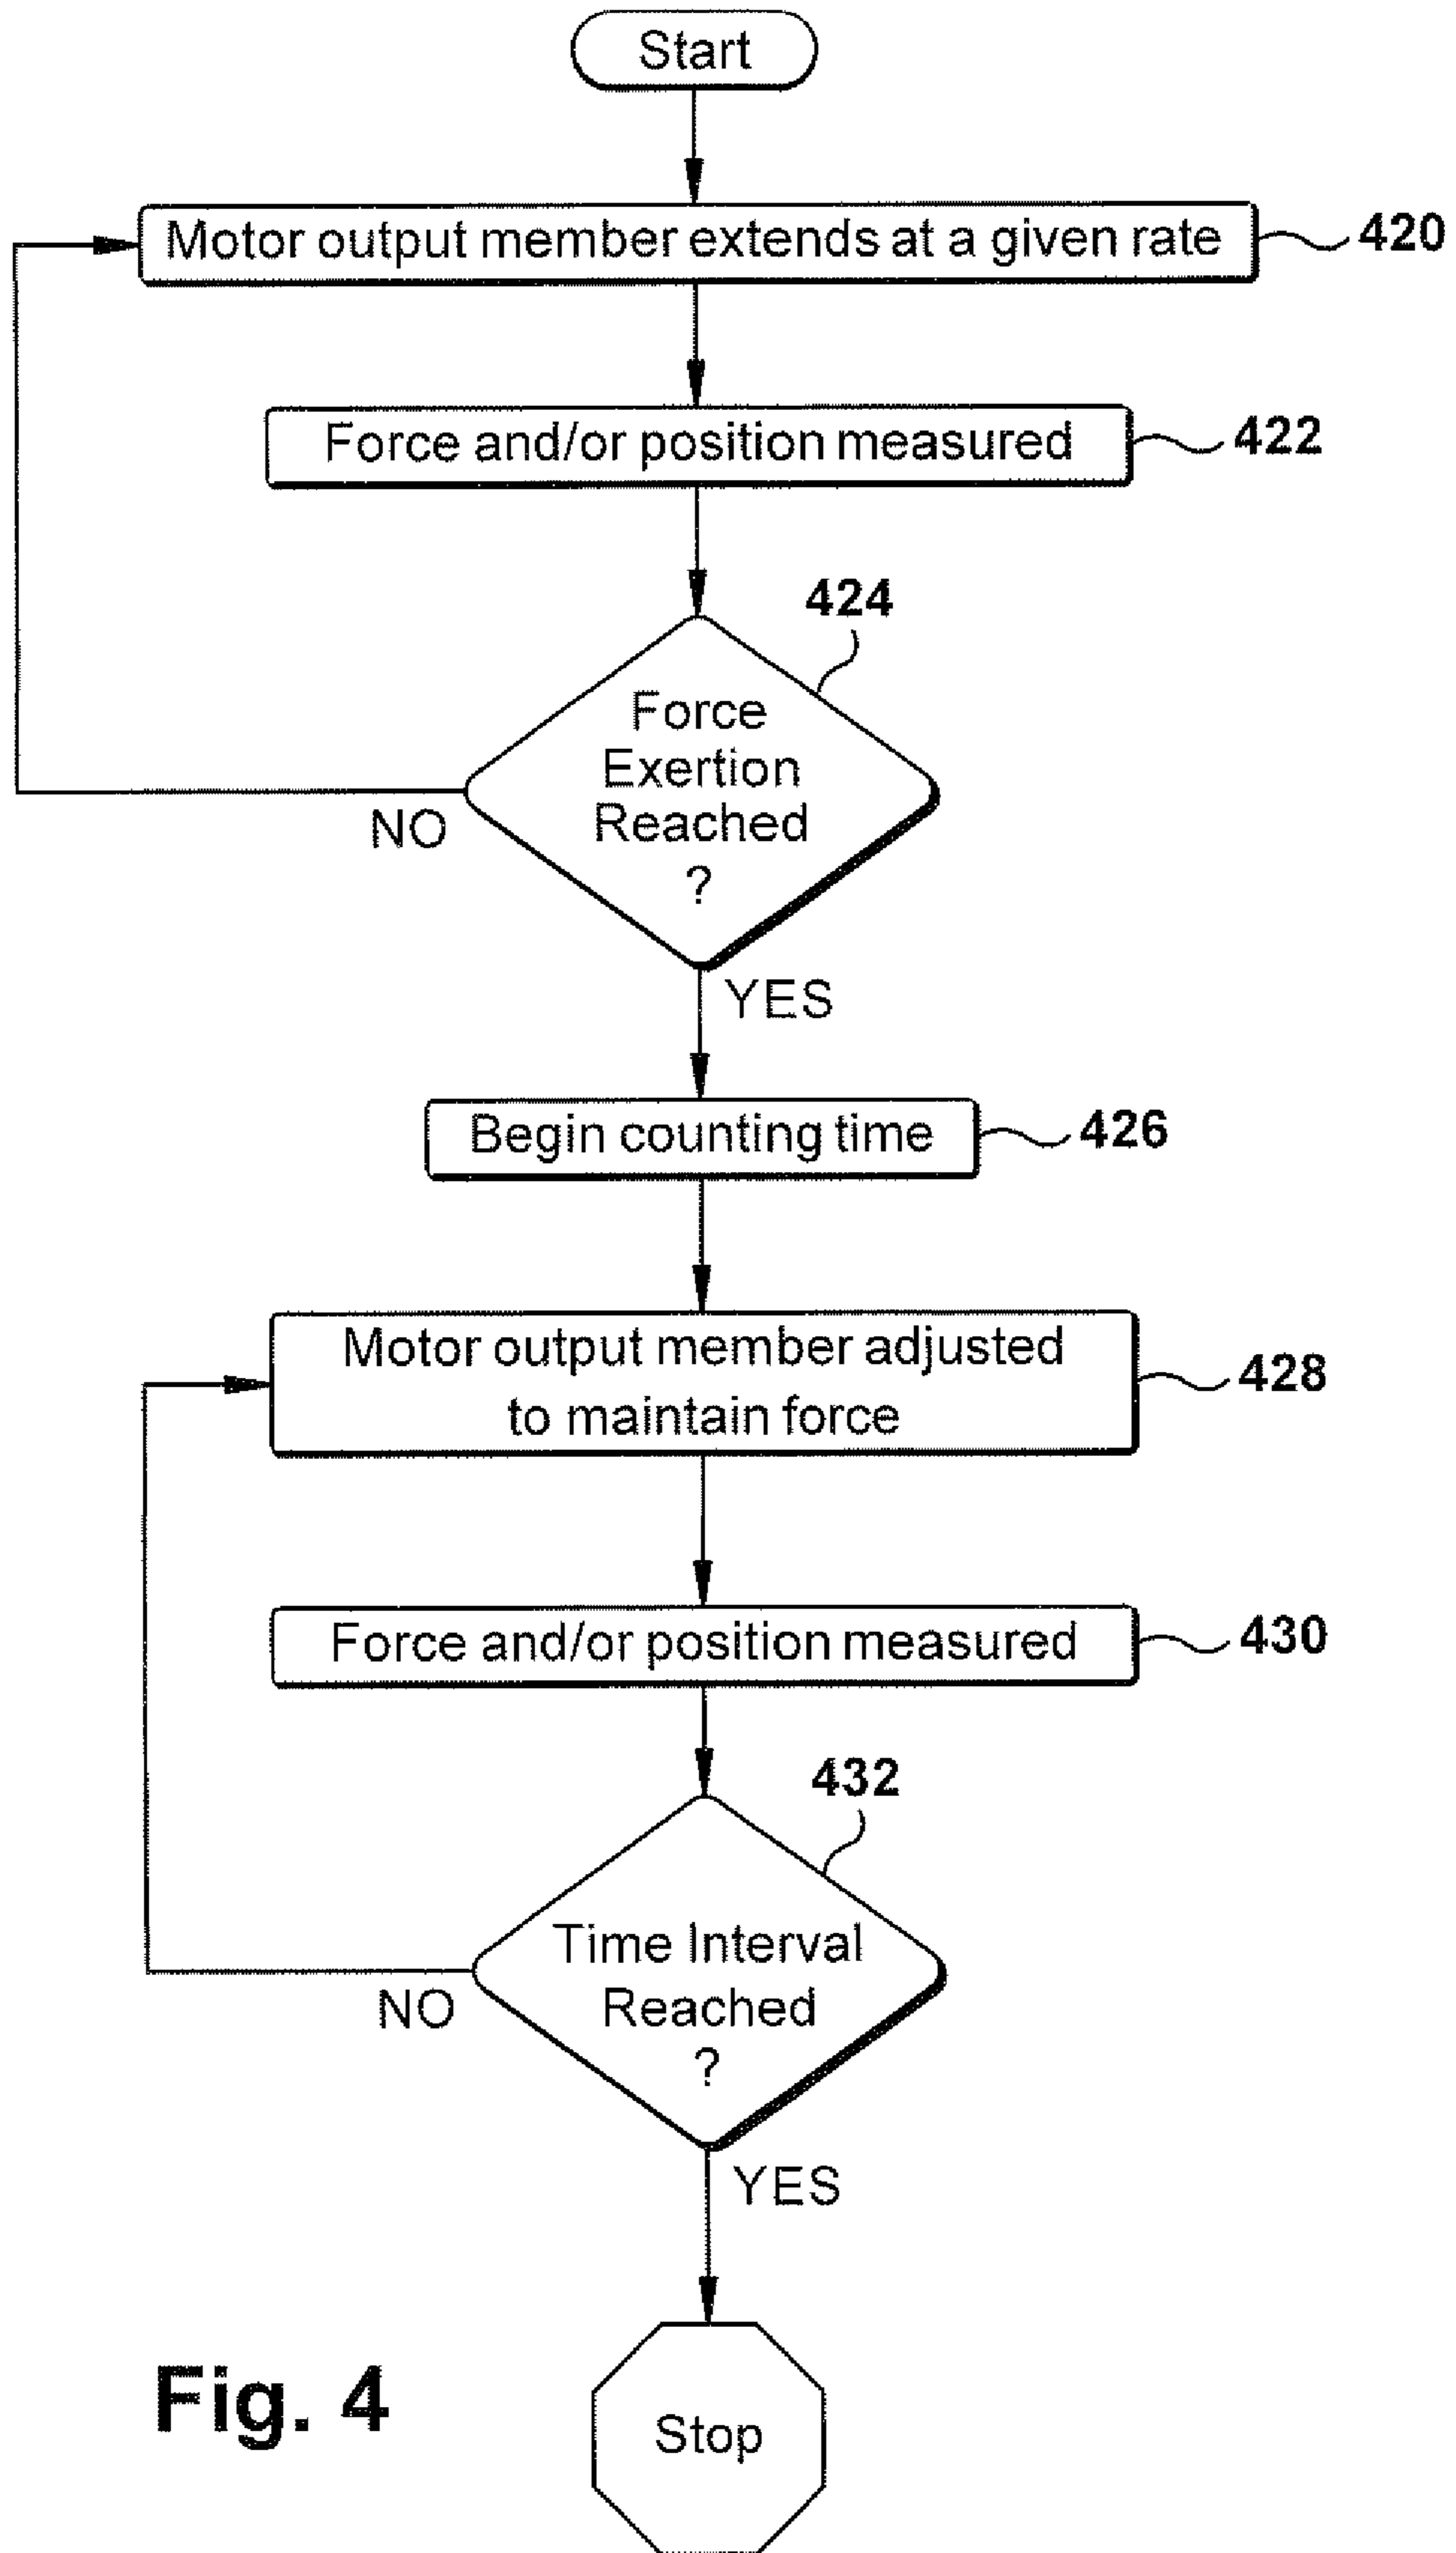 Start
Motor output member extends at a given rate
420
Force and/or position measured
422
424
Force
Exertion
Reached
?
NO
YES
Begin counting time
426
Motor output member adjusted
to maintain force
428
Force and/or position measured
430
432
Time Interval
Reached
?
NO
YES
Stop
Fig. 4